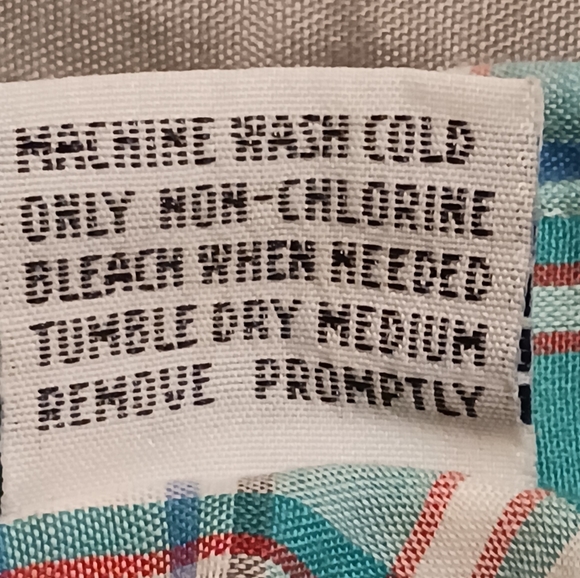 MACHINE WASH COLD
ONLY NON-CHLORINE
BLEACH WHEN NEEDED
TUMBLE DRY MEDIUM
REMOVE PROMPTLY